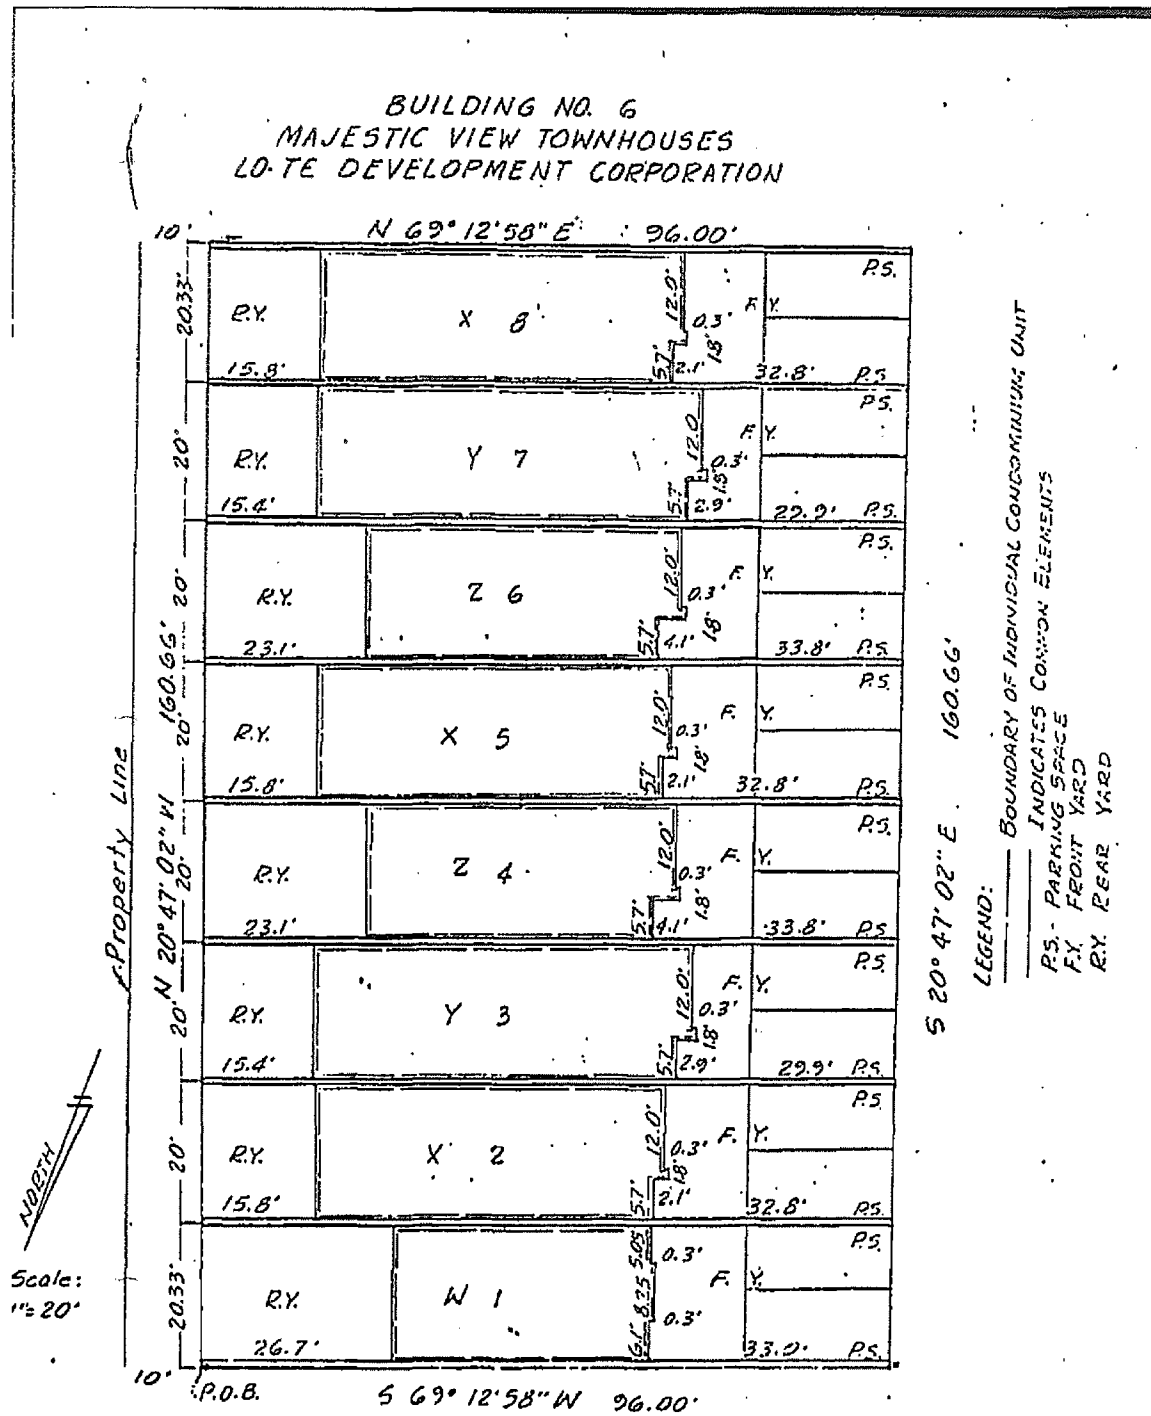 BUILDING NO. 6
MAJESTIC VIEW TOWNHOUSES
LO-TE DEVELOPMENT CORPORATION
10' N 69° 12' 58" E 96.00'
20.33' R.Y. 15.8' X 8 12.0' 0.3' 1.8' 5.7' 2.1' F.Y. 32.8' P.S. P.S.
20' R.Y. 15.4' Y 7 12.0 0.3' 1.8' 5.7' 2.9' F.Y. 29.9' P.S. P.S.
20' R.Y. 23.1' Z 6 12.0' 0.3' 1.8' 5.7' 4.1' F.Y. 33.8' P.S. P.S.
20' R.Y. 15.8' X 5 12.0' 0.3' 1.8' 5.7' 2.1' F.Y. 32.8' P.S. P.S.
20' R.Y. 23.1' Z 4 12.0' 0.3' 1.8' 5.7' 4.1' F.Y. 33.8' P.S. P.S.
20' R.Y. 15.4' Y 3 12.0' 0.3' 1.8' 5.7' 2.9' F.Y. 29.9' P.S. P.S.
20' R.Y. 15.8' X 2 12.0' 0.3' 1.8' 5.7' 2.1' F.Y. 32.8' P.S. P.S.
20.33' R.Y. 26.7' W 1 5.05 0.3' 8.25 0.3' 6.1' F.Y. 33.0' P.S. P.S.
10' P.O.B. S 69° 12' 58" W 96.00'
Property Line
N 20° 47' 02" W 160.66'
S 20° 47' 02" E 160.66'
NORTH
Scale:
1"=20'
LEGEND:
BOUNDARY OF INDIVIDUAL CONDOMINIUM UNIT
INDICATES COMMON ELEMENTS
P.S. - PARKING SPACE
F.Y. FRONT YARD
R.Y. REAR YARD